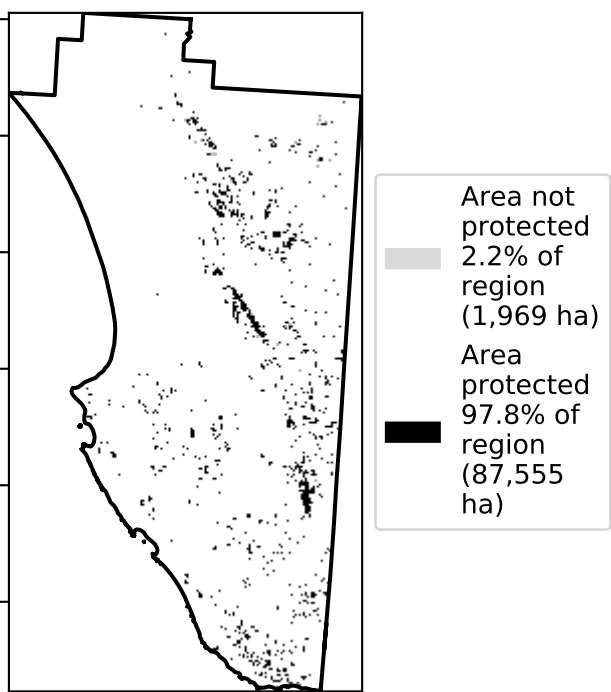 Area not
protected
2.2% of
region
(1,969 ha)
Area
protected
97.8% of
region
(87,555
ha)